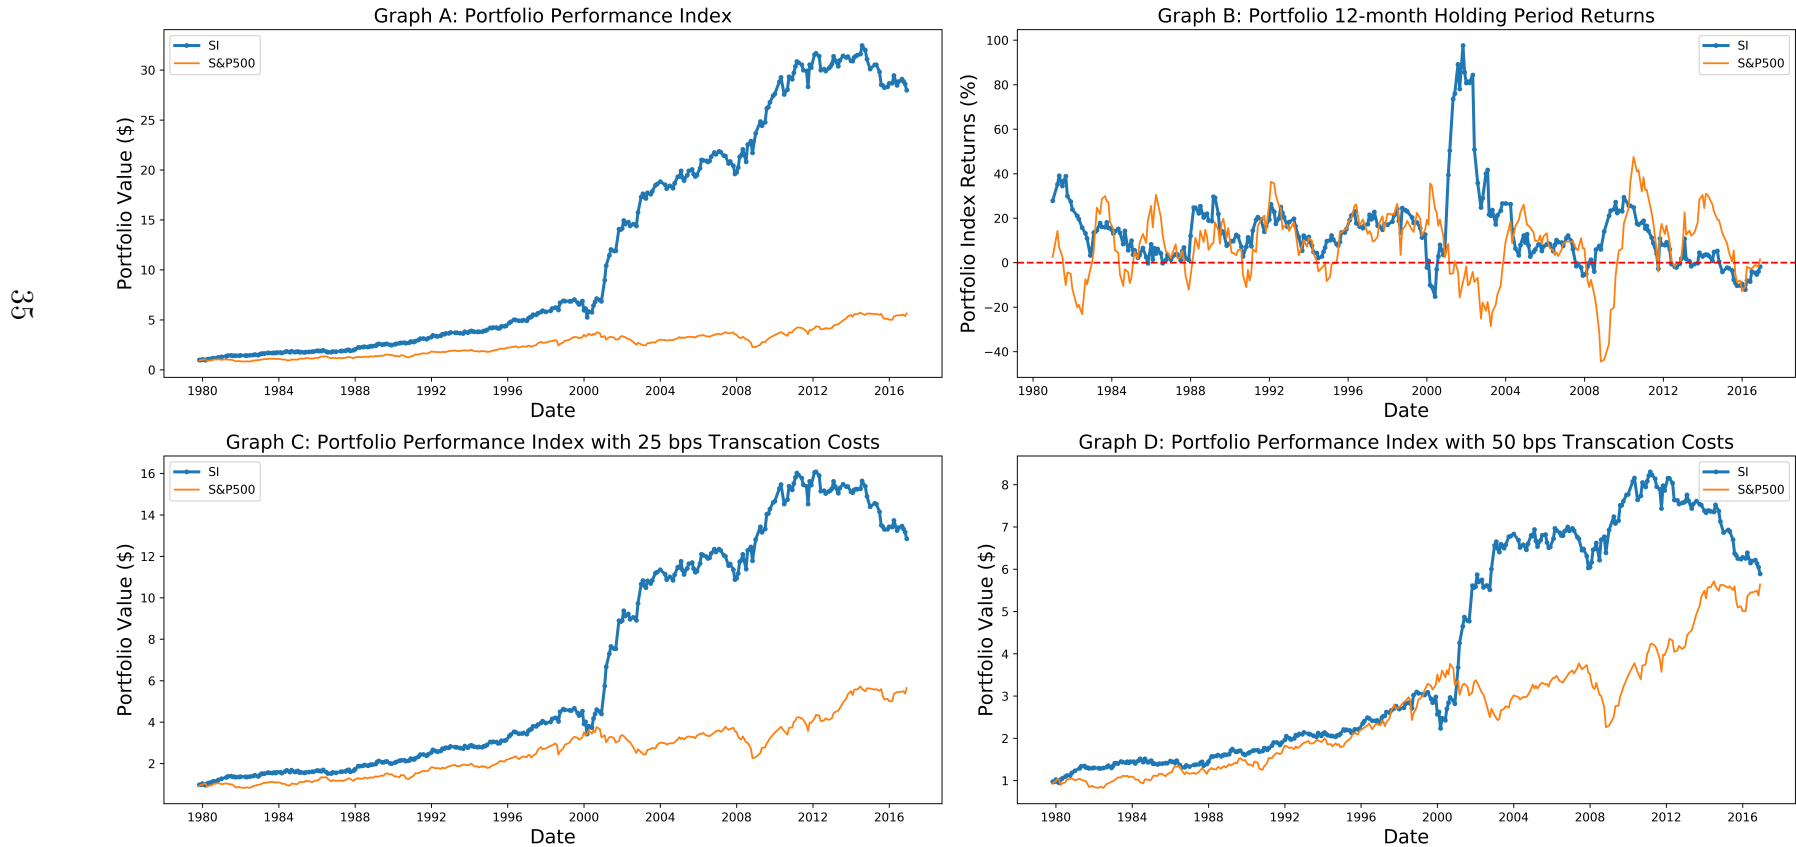 35
Graph A: Portfolio Performance Index
SI
S&P500
Portfolio Value ($)
30
25
20
15
10
5
0
1980 1984 1988 1992 1996 2000 2004 2008 2012 2016
Date
Graph B: Portfolio 12-month Holding Period Returns
SI
S&P500
Portfolio Index Returns (%)
100
80
60
40
20
0
−20
−40
1980 1984 1988 1992 1996 2000 2004 2008 2012 2016
Date
Graph C: Portfolio Performance Index with 25 bps Transcation Costs
SI
S&P500
Portfolio Value ($)
16
14
12
10
8
6
4
2
1980 1984 1988 1992 1996 2000 2004 2008 2012 2016
Date
Graph D: Portfolio Performance Index with 50 bps Transcation Costs
SI
S&P500
Portfolio Value ($)
8
7
6
5
4
3
2
1
1980 1984 1988 1992 1996 2000 2004 2008 2012 2016
Date